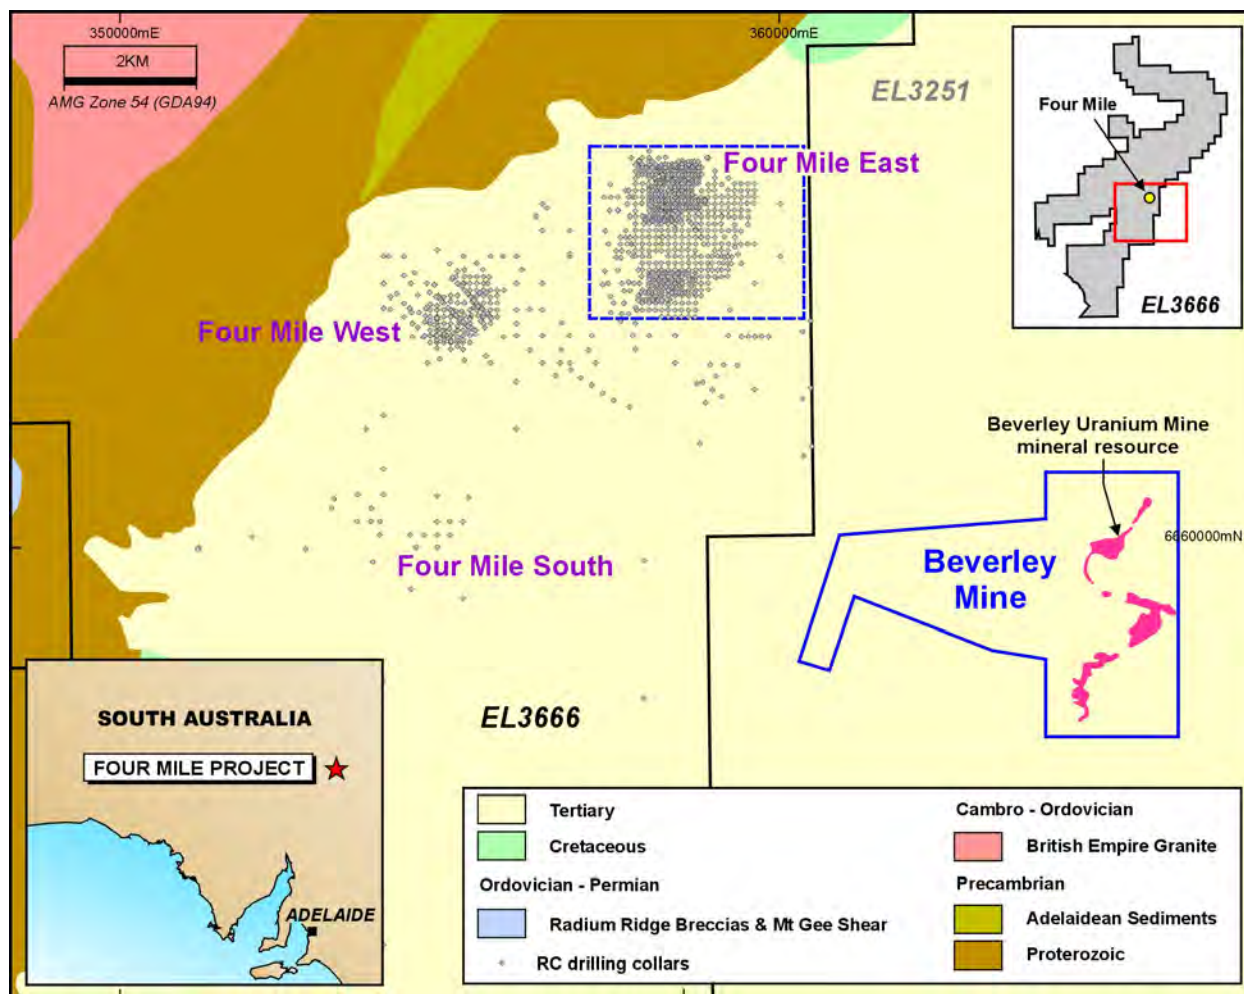 350000mE
360000mE
2KM
AMG Zone 54 (GDA94)
EL3251
Four Mile
EL3666
Four Mile East
Four Mile West
Beverley Uranium Mine
mineral resource
6660000mN
Beverley
Mine
Four Mile South
EL3666
SOUTH AUSTRALIA
FOUR MILE PROJECT
ADELAIDE
Tertiary
Cretaceous
Ordovician - Permian
Radium Ridge Breccias & Mt Gee Shear
RC drilling collars
Cambro - Ordovician
British Empire Granite
Precambrian
Adelaidean Sediments
Proterozoic